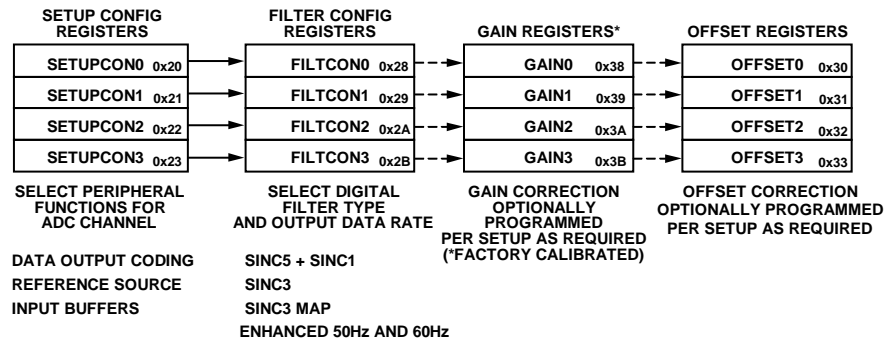 SETUP CONFIG
REGISTERS
FILTER CONFIG
REGISTERS
GAIN REGISTERS*
OFFSET REGISTERS
SETUPCON0 0x20
FILTCON0 0x28
GAIN0 0x38
OFFSET0 0x30
SETUPCON1 0x21
FILTCON1 0x29
GAIN1 0x39
OFFSET1 0x31
SETUPCON2 0x22
FILTCON2 0x2A
GAIN2 0x3A
OFFSET2 0x32
SETUPCON3 0x23
FILTCON3 0x2B
GAIN3 0x3B
OFFSET3 0x33
SELECT PERIPHERAL
FUNCTIONS FOR
ADC CHANNEL
SELECT DIGITAL
FILTER TYPE
AND OUTPUT DATA RATE
GAIN CORRECTION
OPTIONALLY
PROGRAMMED
PER SETUP AS REQUIRED
(*FACTORY CALIBRATED)
OFFSET CORRECTION
OPTIONALLY PROGRAMMED
PER SETUP AS REQUIRED
DATA OUTPUT CODING
REFERENCE SOURCE
INPUT BUFFERS
SINC5 + SINC1
SINC3
SINC3 MAP
ENHANCED 50Hz AND 60Hz